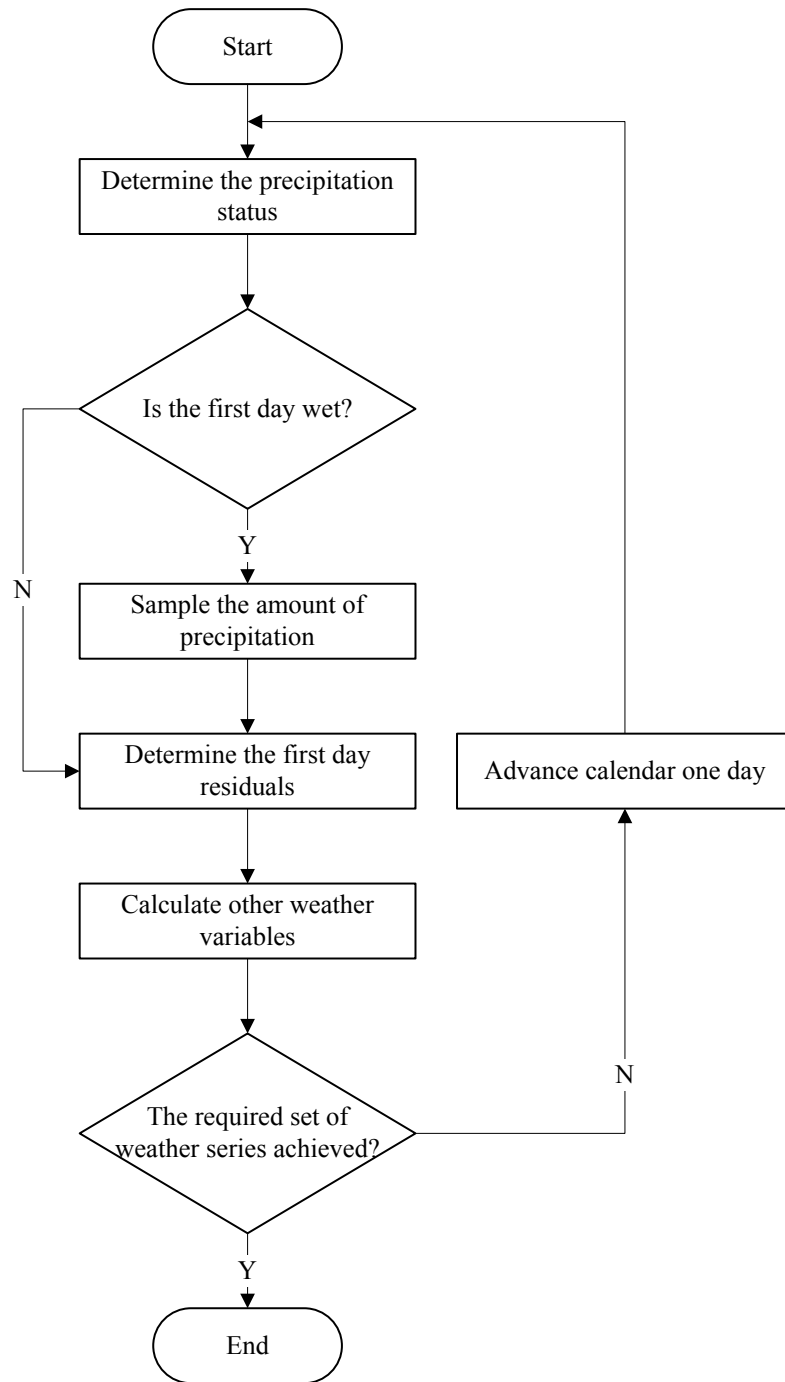 Start
Determine the precipitation
status
Is the first day wet?
Y
N
Sample the amount of
precipitation
Determine the first day
residuals
Advance calendar one day
Calculate other weather
variables
N
The required set of
weather series achieved?
Y
End